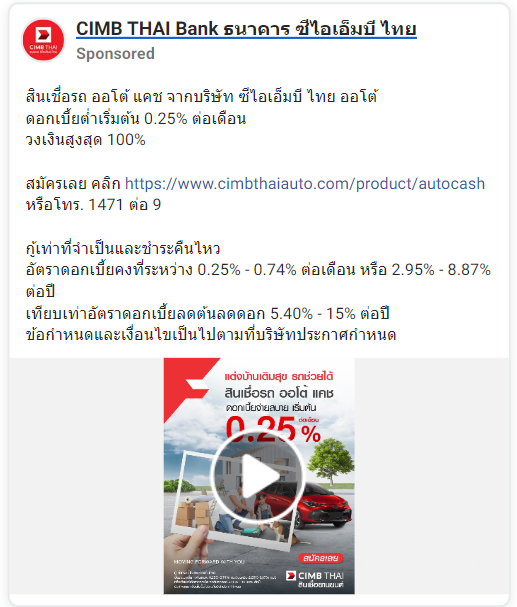 CIMB THAI Bank ธนาคาร ซีไอเอ็มบี ไทย
Sponsored
CIMB THAI
สินเชื่อรถ ออโต้ แคช จากบริษัท ซีไอเอ็มบี ไทย ออโต้
ดอกเบี้ยต่ำเริ่มต้น 0.25% ต่อเดือน
วงเงินสูงสุด 100%
สมัครเลย คลิก https://www.cimbthaiauto.com/product/autocash
หรือโทร. 1471 ต่อ 9
กู้เท่าที่จำเป็นและชำระคืนไหว
อัตราดอกเบี้ยคงที่ระหว่าง 0.25% - 0.74% ต่อเดือน หรือ 2.95% - 8.87%
ต่อปี
เทียบเท่าอัตราดอกเบี้ยลดต้นลดดอก 5.40% - 15% ต่อปี
ข้อกำหนดและเงื่อนไขเป็นไปตามที่บริษัทประกาศกำหนด
แต่งบ้านเติมสุข รถช่วยได้
สินเชื่อรถ ออโต้ แคช
ดอกเบี้ยจ่ายสบาย เริ่มต้น
0.25% ต่อเดือน
สมัครเลย
MOVING FORWARD WITH YOU
CIMB THAI
สินเชื่อยานยนต์